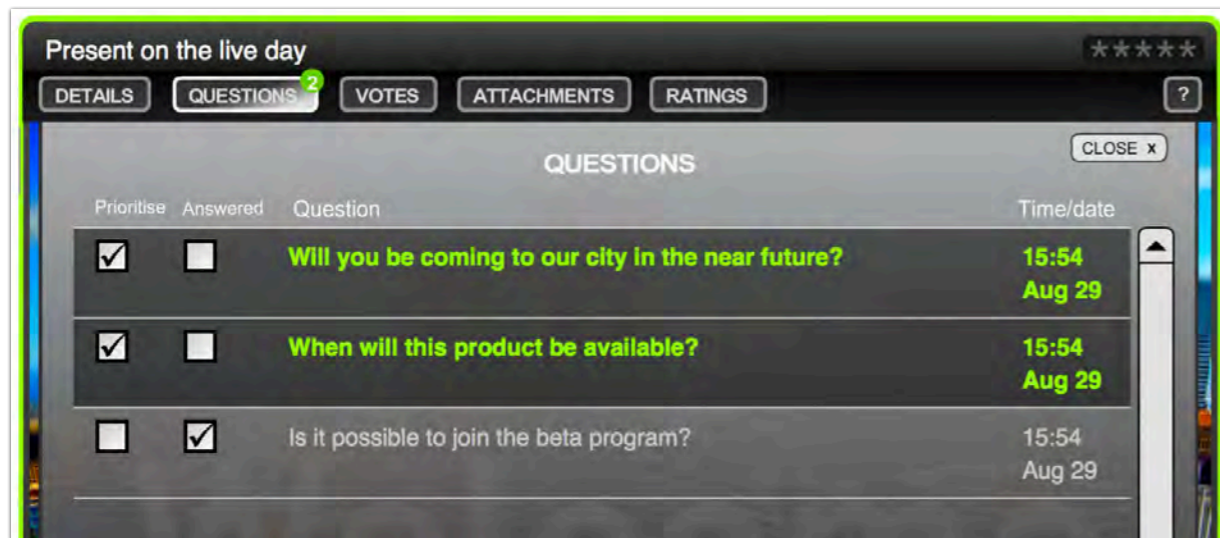 Present on the live day
*****
DETAILS QUESTIONS 2 VOTES ATTACHMENTS RATINGS ?
CLOSE x
QUESTIONS
Prioritise Answered Question Time/date
Will you be coming to our city in the near future? 15:54
Aug 29
When will this product be available? 15:54
Aug 29
Is it possible to join the beta program? 15:54
Aug 29